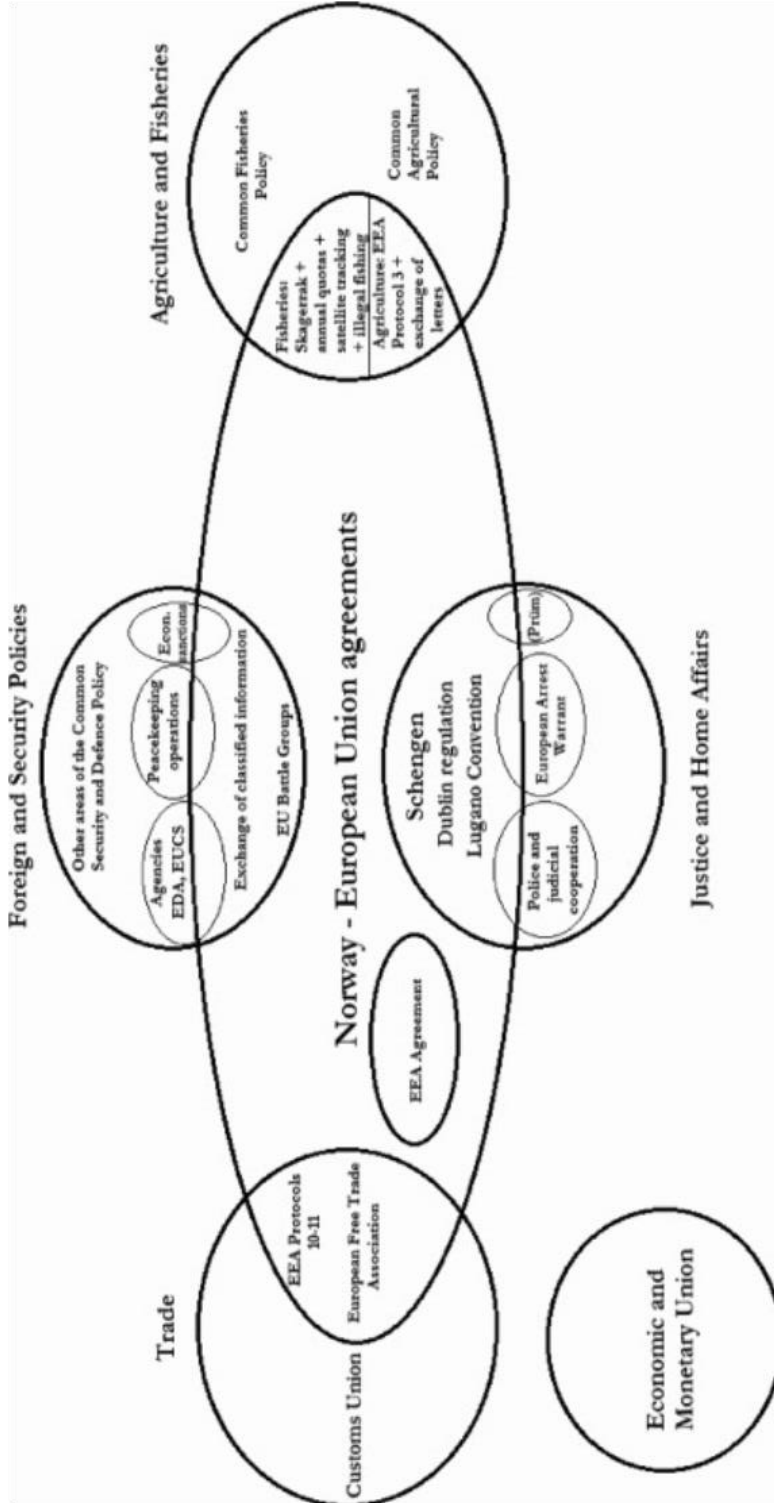 Foreign and Security Policies
Other areas of the Common
Security and Defence Policy
Agencies
EDA, EUCS
Peacekeeping
operations
Econ.
sanctions
Exchange of classified information
EU Battle Groups
Trade
Customs Union
EEA Protocols
10-11
European Free Trade
Association
Norway - European Union agreements
EEA Agreement
Agriculture and Fisheries
Common Fisheries
Policy
Fisheries:
Skagerrak +
annual quotas +
satellite tracking
+ illegal fishing
Agriculture: EEA
Protocol 3 +
exchange of
letters
Common
Agricultural
Policy
Schengen
Dublin regulation
Lugano Convention
Police and
judicial
cooperation
European Arrest
Warrant
(Prüm)
Justice and Home Affairs
Economic and
Monetary Union